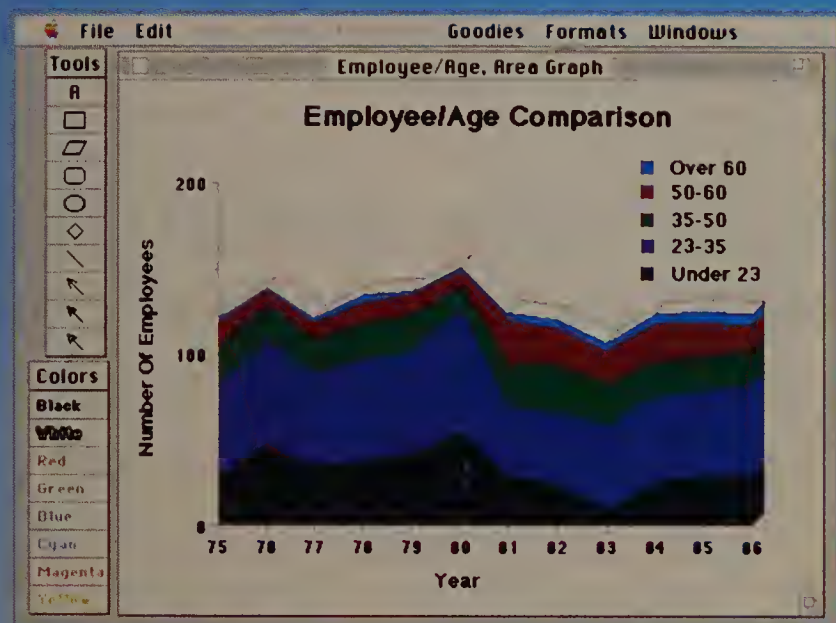 File Edit Goodies Formats Windows
Tools
A
Colors
Black
White
Red
Green
Blue
Cyan
Magenta
Yellow
Employee/Age, Area Graph
Employee/Age Comparison
Over 60
50-60
35-50
23-35
Under 23
Number Of Employees
200
100
0
75 76 77 78 79 80 81 82 83 84 85 86
Year